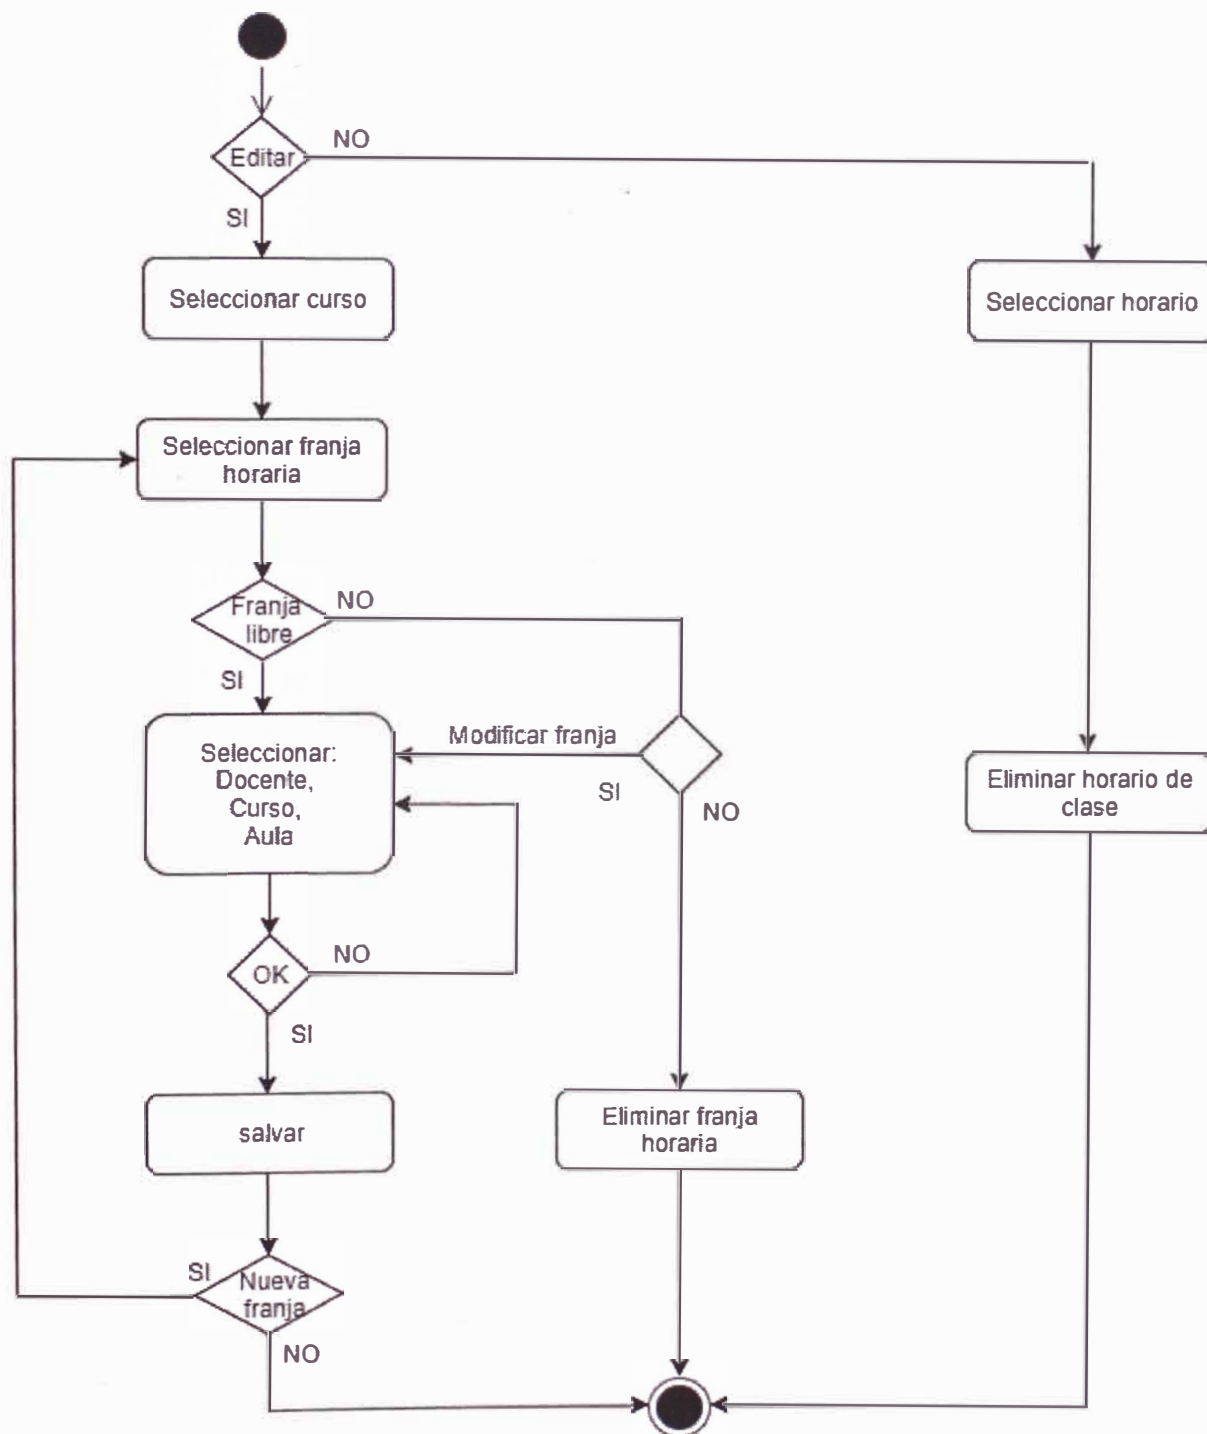 NO
Editar
SI
Seleccionar curso
Seleccionar horario
Seleccionar franja
horaria
Franja
libre
NO
SI
Modificar franja
SI
NO
Seleccionar:
Docente,
Curso,
Aula
Eliminar horario de
clase
OK
NO
SI
salvar
Eliminar franja
horaria
SI
Nueva
franja
NO